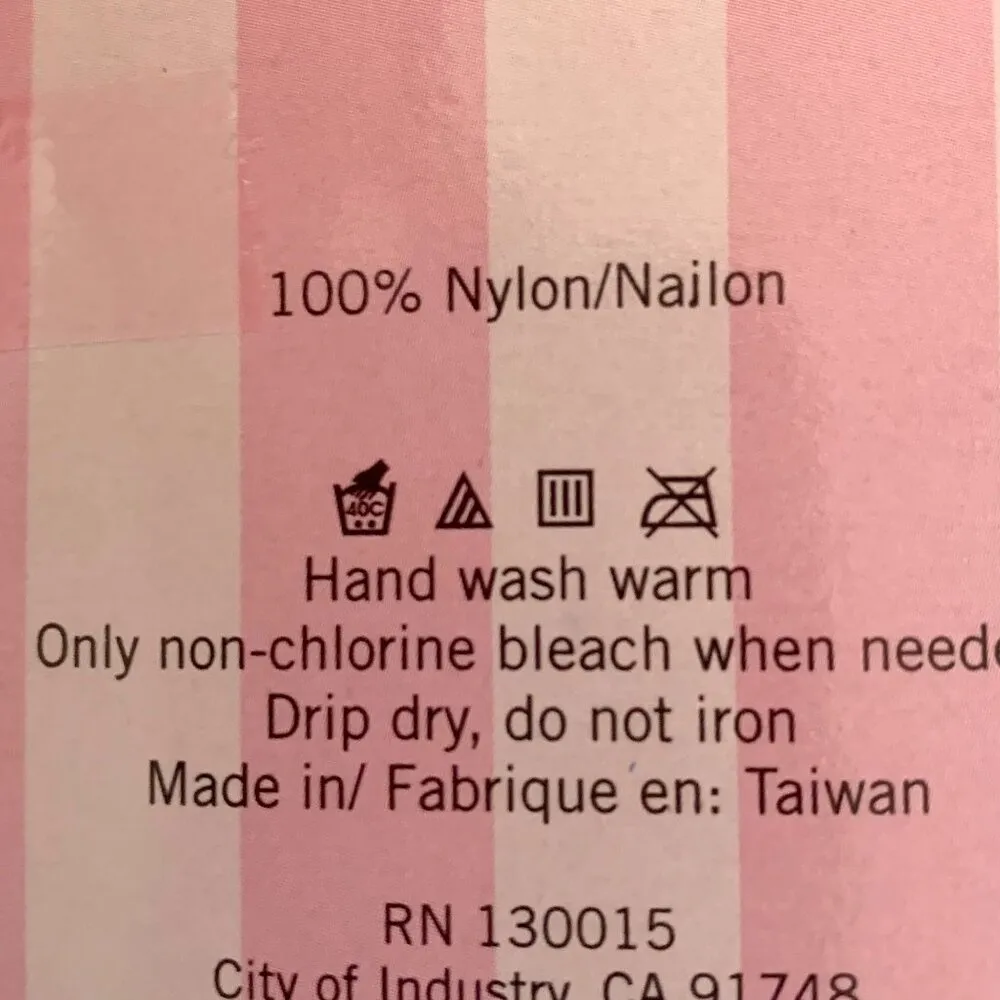 100% Nylon/Nailon
40C
Hand wash warm
Only non-chlorine bleach when
Drip dry, do not iron
Made in/ Fabrique en: Taiwan
RN 130015
City of Industry, CA 91748